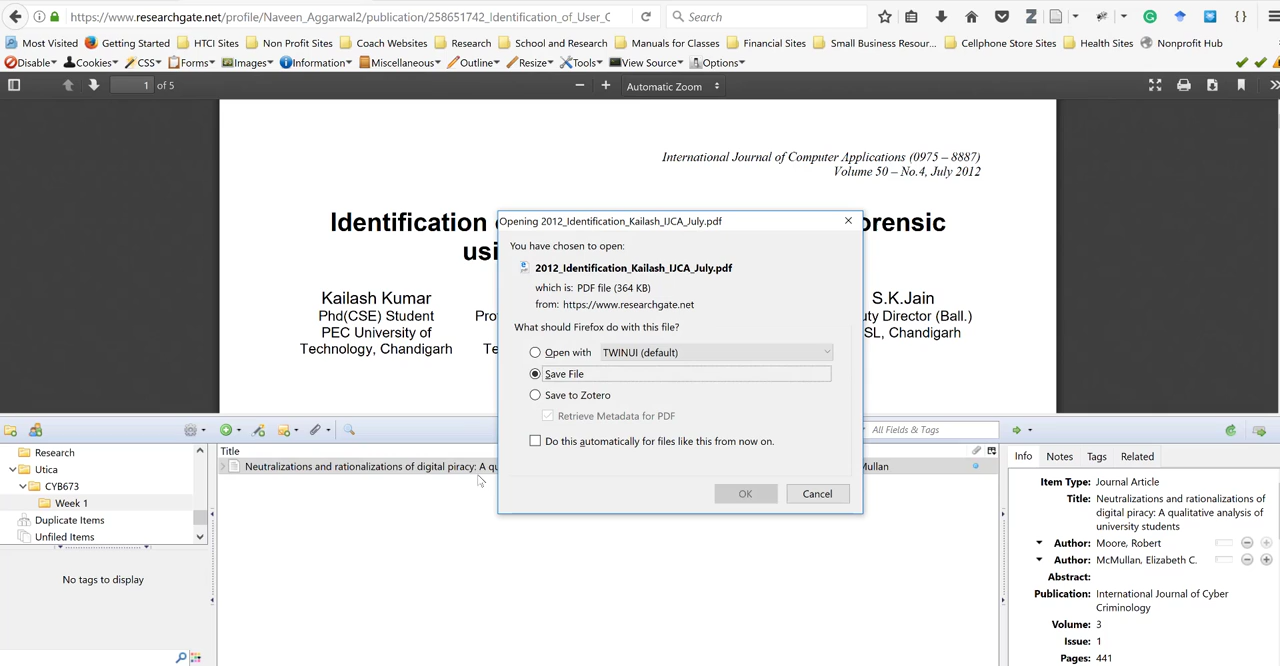 https://www.researchgate.net/profile/Naveen_Aggarwal2/publication/258651742_Identification_of_User_O
Search
Most Visited Getting Started HTCI Sites Non Profit Sites Coach Websites Research School and Research Manuals for Classes Financial Sites Small Business Resour... Cellphone Store Sites Health Sites Nonprofit Hub
Disable Cookies CSS Forms Images Information Miscellaneous Outline Resize Tools View Source Options
1 of 5
Automatic Zoom
International Journal of Computer Applications (0975 – 8887)
Volume 50 – No.4, July 2012
Identification
orensic
usi
Kailash Kumar
Phd(CSE) Student
PEC University of
Technology, Chandigarh
Pro
Te
S.K.Jain
uty Director (Ball.)
SL, Chandigarh
Opening 2012_Identification_Kailash_IJCA_July.pdf
You have chosen to open:
2012_Identification_Kailash_IJCA_July.pdf
which is: PDF file (364 KB)
from: https://www.researchgate.net
What should Firefox do with this file?
Open with TWINUI (default)
Save File
Save to Zotero
Retrieve Metadata for PDF
Do this automatically for files like this from now on.
OK Cancel
All Fields & Tags
Research
Utica
CYB673
Week 1
Duplicate Items
Unfiled Items
No tags to display
Title
Neutralizations and rationalizations of digital piracy: A qu
Mullan
Info Notes Tags Related
Item Type: Journal Article
Title: Neutralizations and rationalizations of
digital piracy: A qualitative analysis of
university students
Author: Moore, Robert
Author: McMullan, Elizabeth C.
Abstract:
Publication: International Journal of Cyber
Criminology
Volume: 3
Issue: 1
Pages: 441